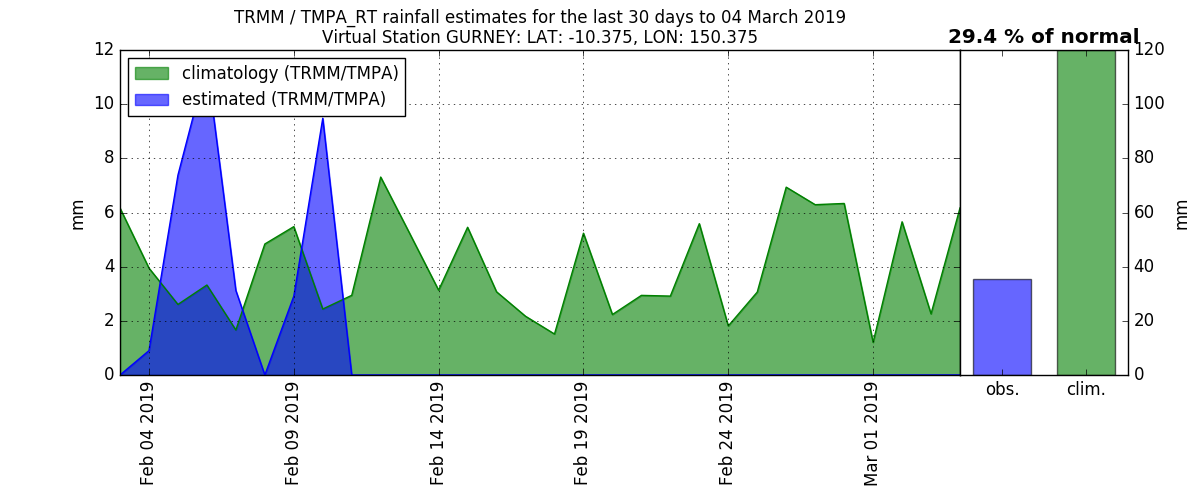 TRMM / TMPA_RT rainfall estimates for the last 30 days to 04 March 2019
Virtual Station GURNEY: LAT: -10.375, LON: 150.375
29.4 % of normal
climatology (TRMM/TMPA)
estimated (TRMM/TMPA)
12
10
8
6
4
2
0
mm
Feb 04 2019
Feb 09 2019
Feb 14 2019
Feb 19 2019
Feb 24 2019
Mar 01 2019
120
100
80
60
40
20
0
mm
obs.
clim.